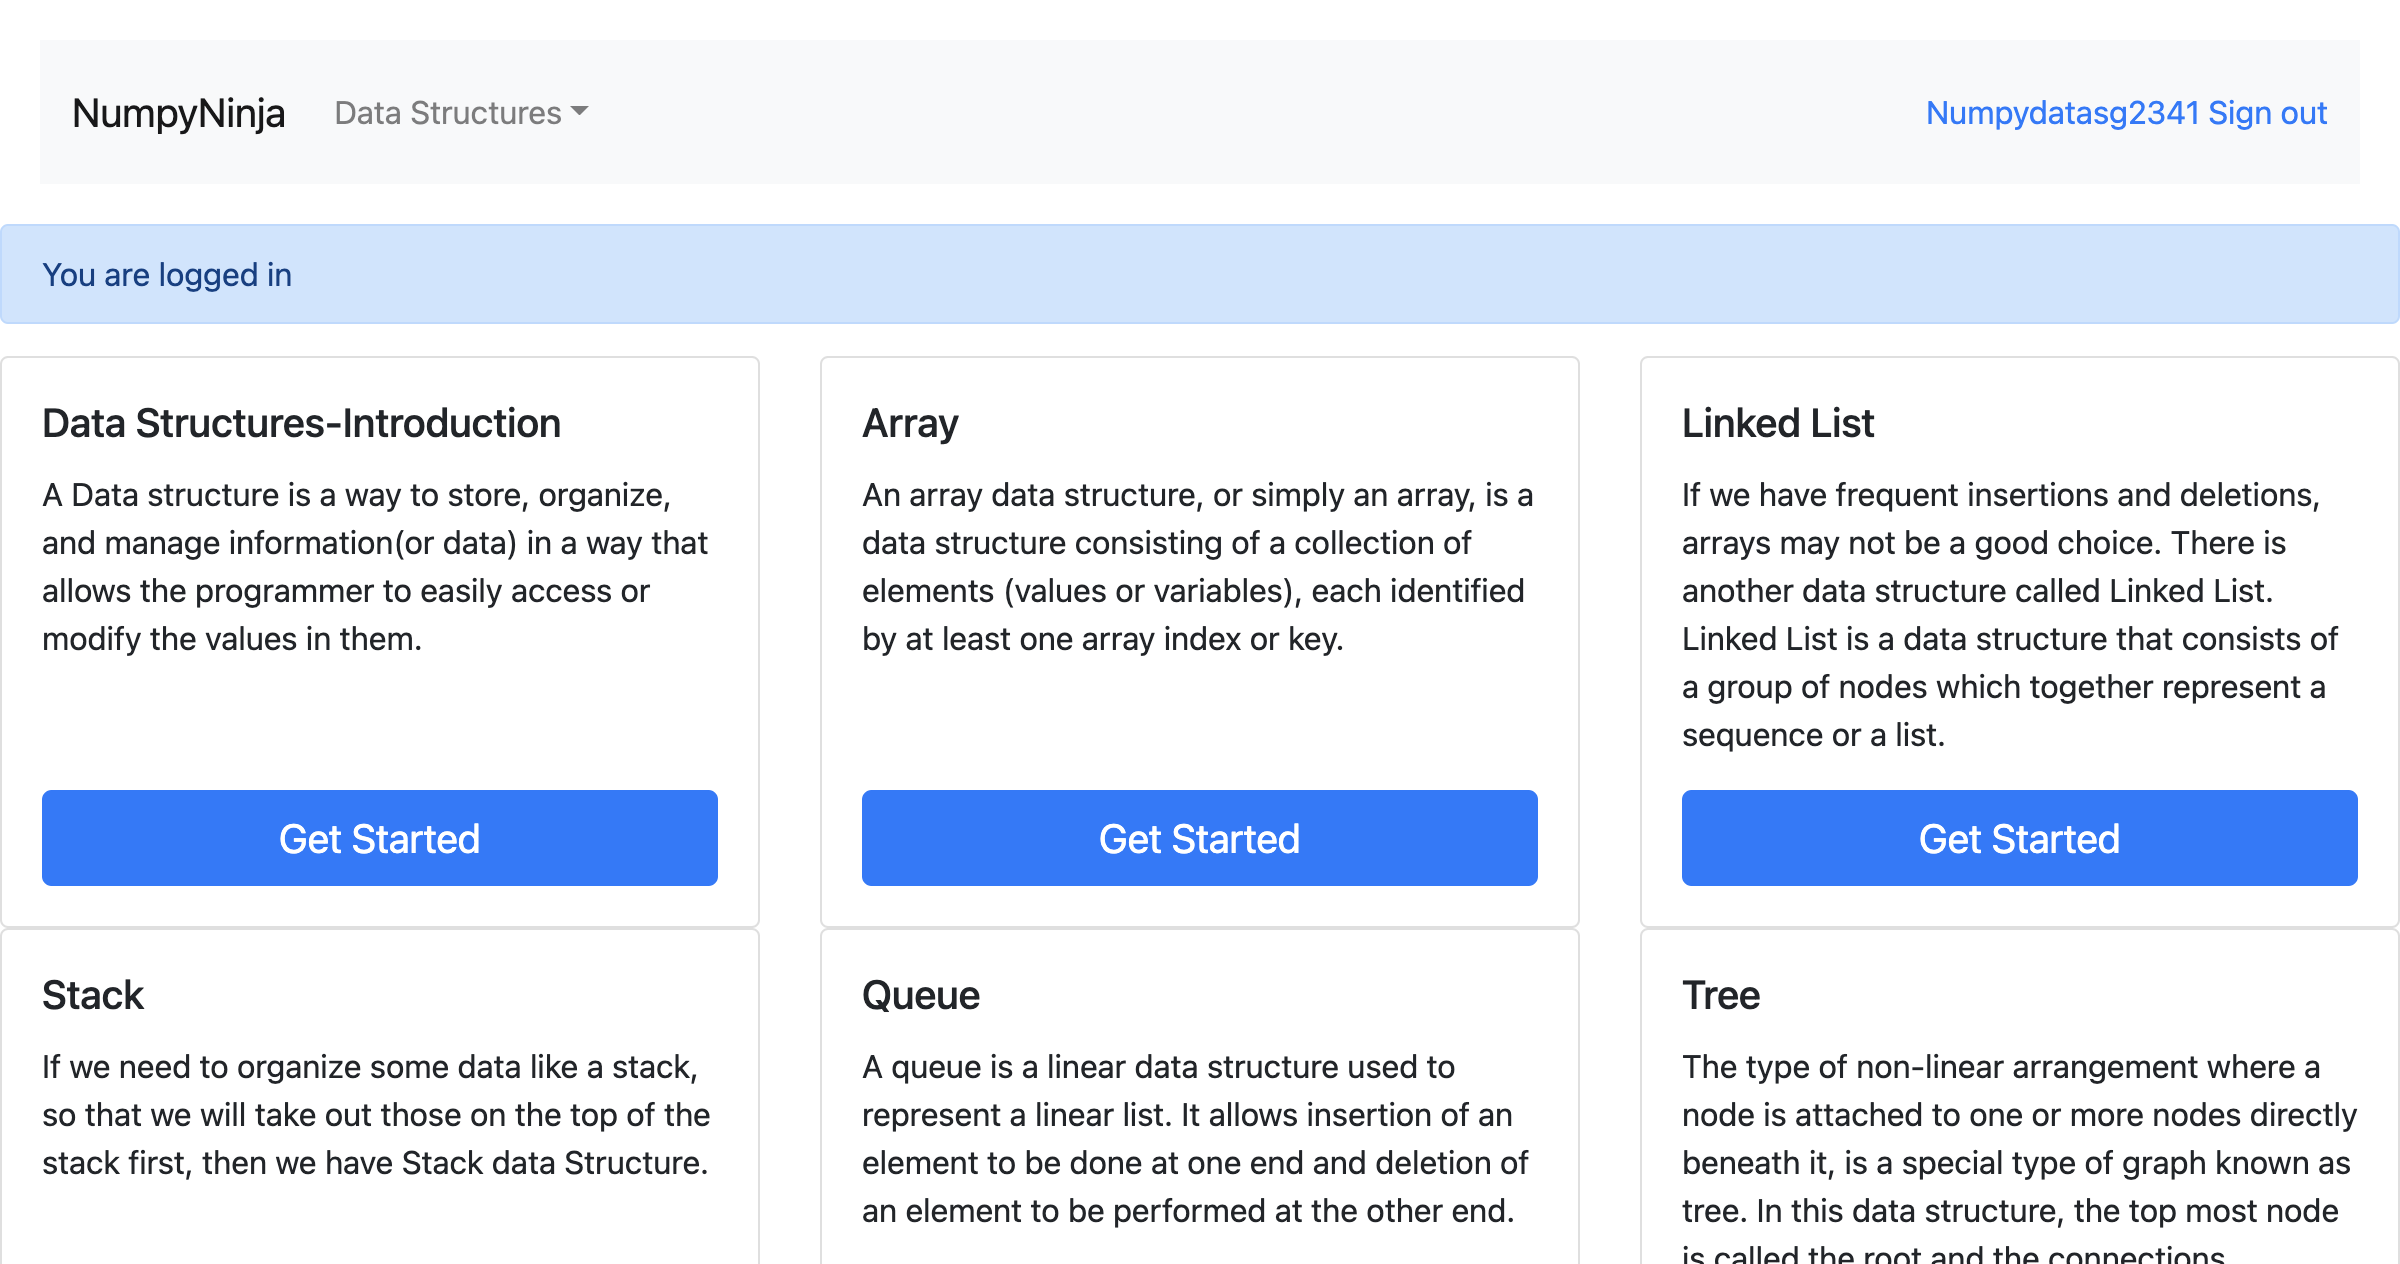 NumpyNinja
Data Structures
Numpydatasg2341 Sign out
You are logged in
Data Structures-Introduction
A Data structure is a way to store, organize,
and manage information(or data) in a way that
allows the programmer to easily access or
modify the values in them.
Get Started
Array
An array data structure, or simply an array, is a
data structure consisting of a collection of
elements (values or variables), each identified
by at least one array index or key.
Get Started
Linked List
If we have frequent insertions and deletions,
arrays may not be a good choice. There is
another data structure called Linked List.
Linked List is a data structure that consists of
a group of nodes which together represent a
sequence or a list.
Get Started
Stack
If we need to organize some data like a stack,
so that we will take out those on the top of the
stack first, then we have Stack data Structure.
Queue
A queue is a linear data structure used to
represent a linear list. It allows insertion of an
element to be done at one end and deletion of
an element to be performed at the other end.
Tree
The type of non-linear arrangement where a
node is attached to one or more nodes directly
beneath it, is a special type of graph known as
tree. In this data structure, the top most node
is called the root and the connections